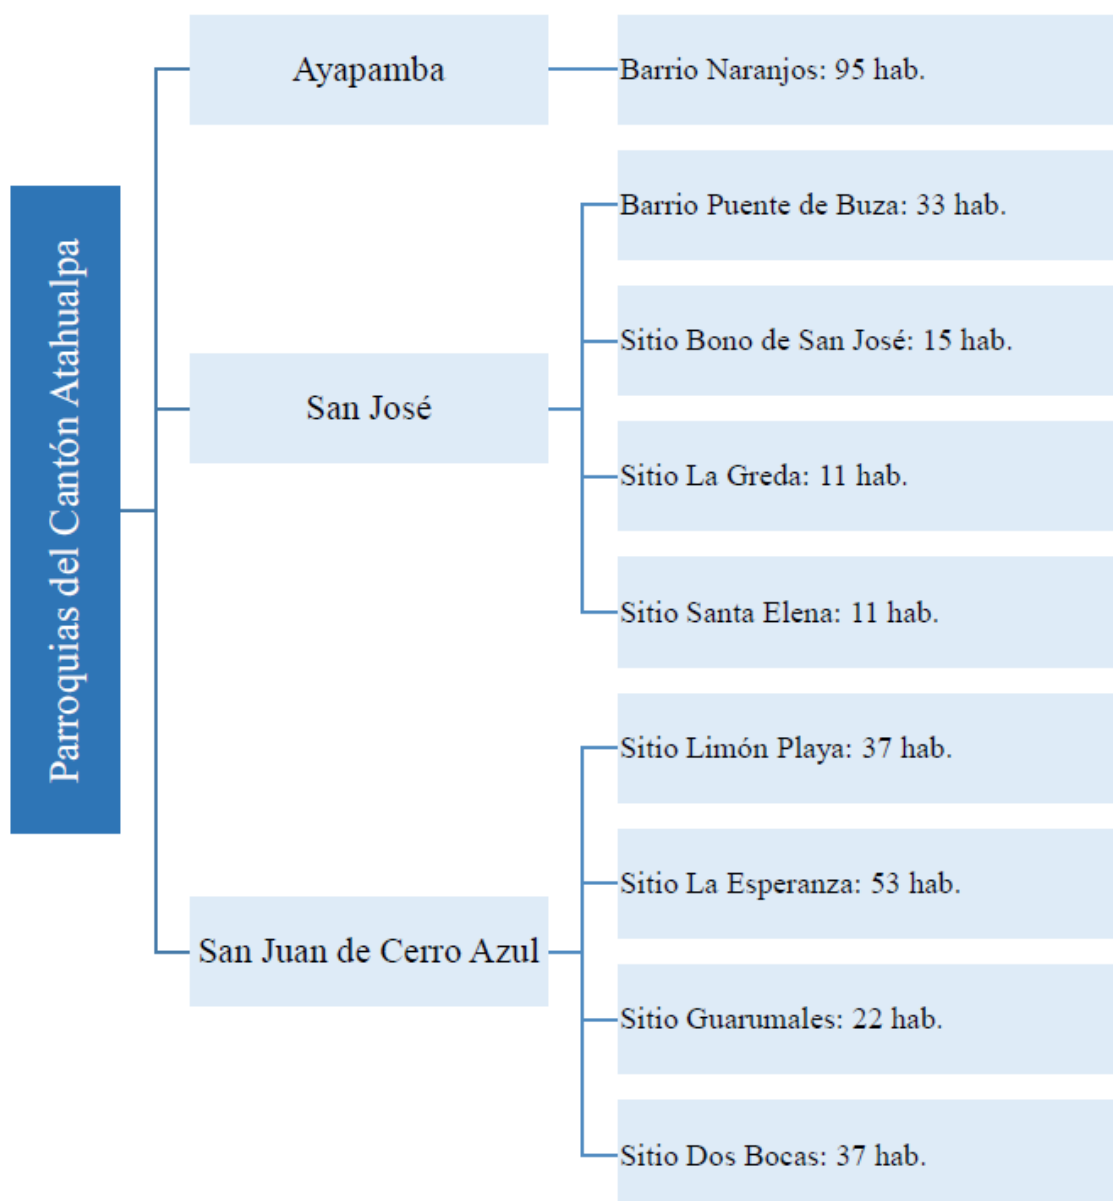 Parroquias del Cantón Atahualpa
Ayapamba
Barrio Naranjos: 95 hab.
San José
Barrio Puente de Buza: 33 hab.
Sitio Bono de San José: 15 hab.
Sitio La Greda: 11 hab.
Sitio Santa Elena: 11 hab.
San Juan de Cerro Azul
Sitio Limón Playa: 37 hab.
Sitio La Esperanza: 53 hab.
Sitio Guarumales: 22 hab.
Sitio Dos Bocas: 37 hab.